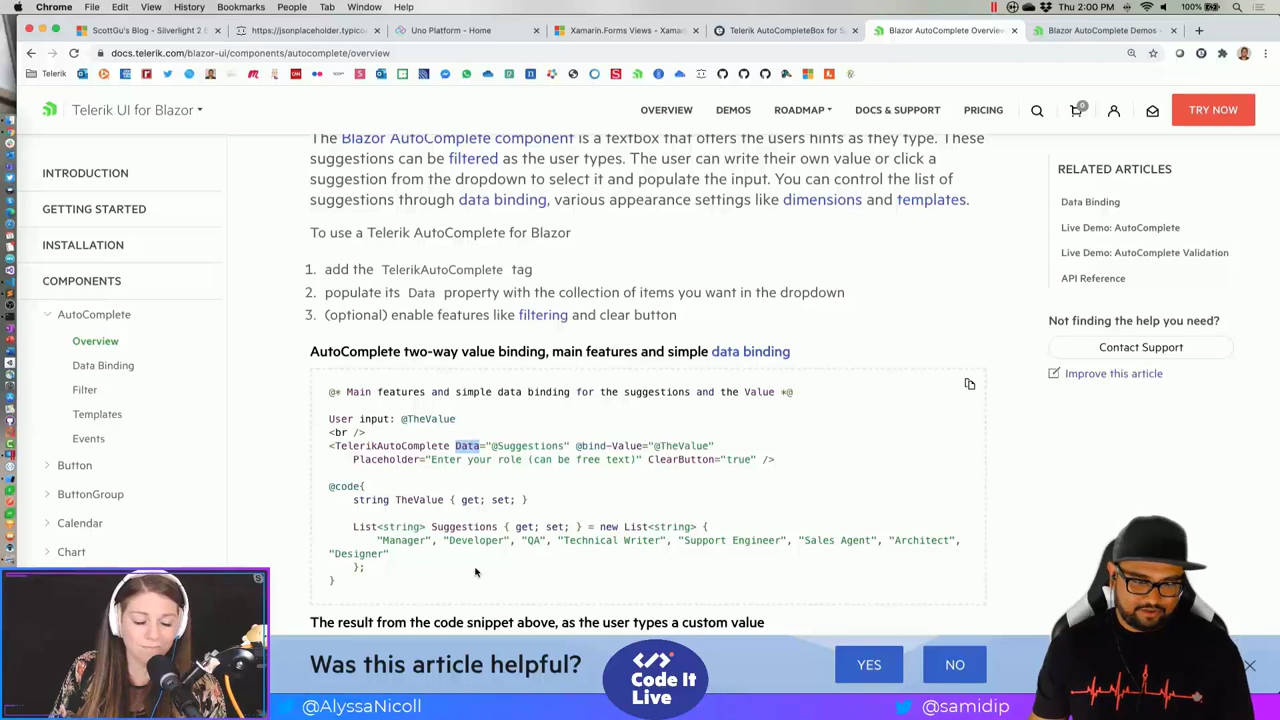 Chrome File Edit View History Bookmarks People Tab Window Help
100% Thu 2:00 PM
ScottGu's Blog - Silverlight 2 E
https://jsonplaceholder.typico
Uno Platform - Home
Xamarin.Forms Views - Xamar
Telerik AutoCompleteBox for S
Blazor AutoComplete Overvie
Blazor AutoComplete Demos -
docs.telerik.com/blazor-ui/components/autocomplete/overview
Telerik
Telerik UI for Blazor
OVERVIEW DEMOS ROADMAP DOCS & SUPPORT PRICING 0 TRY NOW
INTRODUCTION
GETTING STARTED
INSTALLATION
COMPONENTS
AutoComplete
Overview
Data Binding
Filter
Templates
Events
Button
ButtonGroup
Calendar
Chart
The Blazor AutoComplete component is a textbox that offers the users hints as they type. These
suggestions can be filtered as the user types. The user can write their own value or click a
suggestion from the dropdown to select it and populate the input. You can control the list of
suggestions through data binding, various appearance settings like dimensions and templates.
To use a Telerik AutoComplete for Blazor
1. add the TelerikAutoComplete tag
2. populate its Data property with the collection of items you want in the dropdown
3. (optional) enable features like filtering and clear button
AutoComplete two-way value binding, main features and simple data binding
@* Main features and simple data binding for the suggestions and the Value *@
User input: @TheValue
<br />
<TelerikAutoComplete Data="@Suggestions" @bind-Value="@TheValue"
Placeholder="Enter your role (can be free text)" ClearButton="true" />
@code{
string TheValue { get; set; }
List<string> Suggestions { get; set; } = new List<string> {
"Manager", "Developer", "QA", "Technical Writer", "Support Engineer", "Sales Agent", "Architect",
"Designer"
};
}
The result from the code snippet above, as the user types a custom value
RELATED ARTICLES
Data Binding
Live Demo: AutoComplete
Live Demo: AutoComplete Validation
API Reference
Not finding the help you need?
Contact Support
Improve this article
Was this article helpful?
YES
NO
Code It
Live
@AlyssaNicoll
@samidip